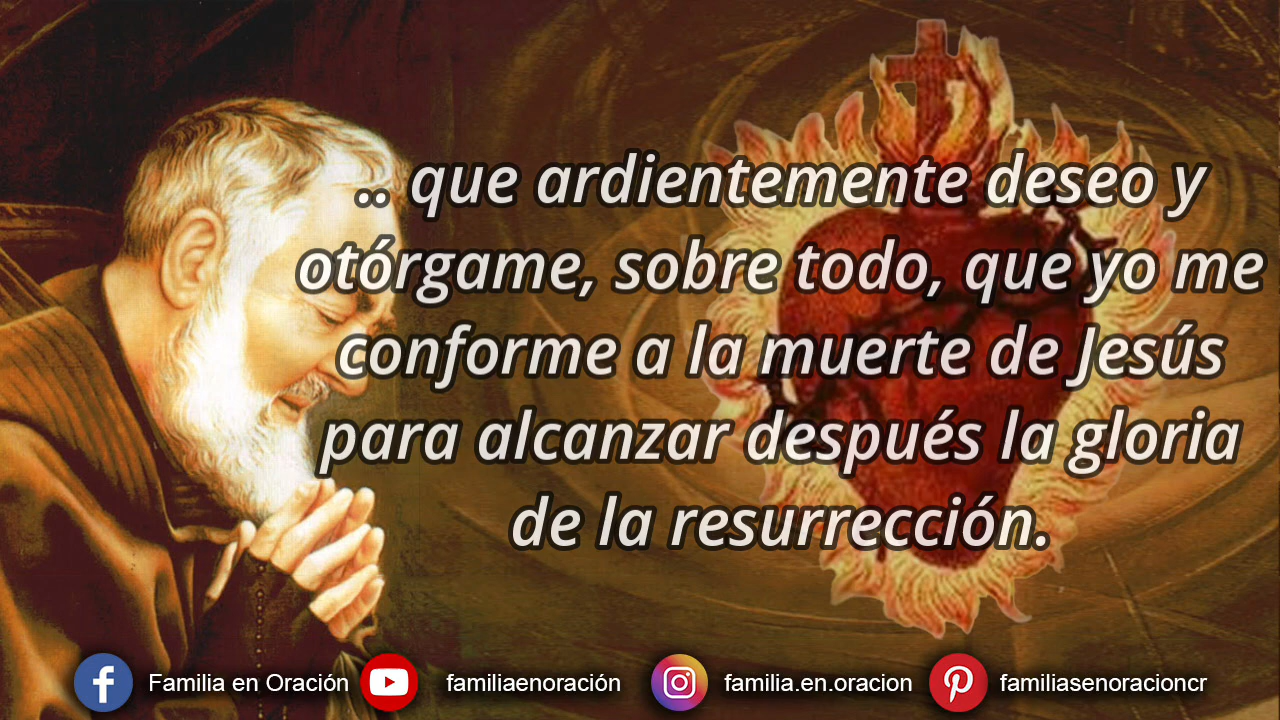 .. que ardientemente deseo y
otórgame, sobre todo, que yo me
conforme a la muerte de Jesús
para alcanzar después la gloria
de la resurrección.
Familia en Oración
familiaenoración
familia.en.oracion
familiasenoracioncr